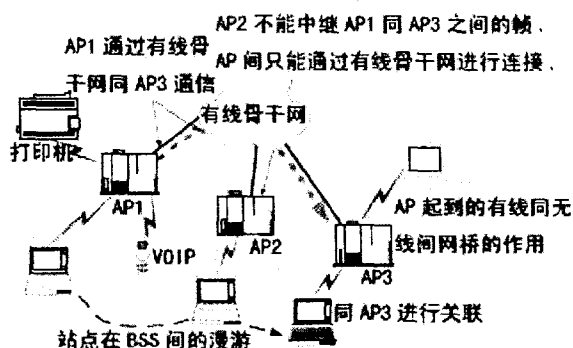 AP1 通过有线骨
干网同 AP3 通信
AP2 不能中继 AP1 同 AP3 之间的帧，
AP 间只能通过有线骨干网进行连接，
有线骨干网
打印机
AP1
VOIP
AP2
AP 起到的有线同无
线间网桥的作用
AP3
同 AP3 进行关联
站点在 BSS 间的漫游